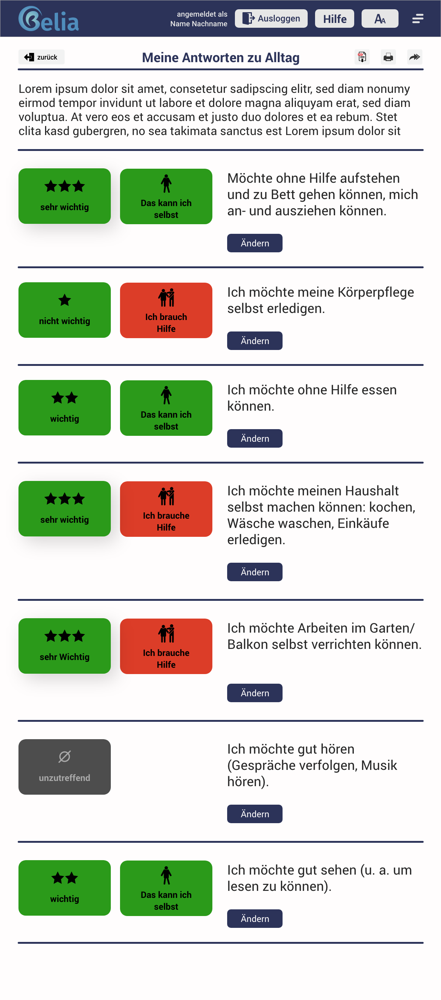 Belia
angemeldet als
Name Nachname
Ausloggen
Hilfe
AA
zurück
Meine Antworten zu Alltag
PDF
Lorem ipsum dolor sit amet, consetetur sadipscing elitr, sed diam nonumy
eirmod tempor invidunt ut labore et dolore magna aliquyam erat, sed diam
voluptua. At vero eos et accusam et justo duo dolores et ea rebum. Stet
clita kasd gubergren, no sea takimata sanctus est Lorem ipsum dolor sit
sehr wichtig
Das kann ich
selbst
Möchte ohne Hilfe aufstehen
und zu Bett gehen können, mich
an- und ausziehen können.
Ändern
nicht wichtig
Ich brauch
Hilfe
Ich möchte meine Körperpflege
selbst erledigen.
Ändern
wichtig
Das kann ich
selbst
Ich möchte ohne Hilfe essen
können.
Ändern
sehr wichtig
Ich brauche
Hilfe
Ich möchte meinen Haushalt
selbst machen können: kochen,
Wäsche waschen, Einkäufe
erledigen.
Ändern
sehr Wichtig
Ich brauche
Hilfe
Ich möchte Arbeiten im Garten/
Balkon selbst verrichten können.
Ändern
unzutreffend
Ich möchte gut hören
(Gespräche verfolgen, Musik
hören).
Ändern
wichtig
Das kann ich
selbst
Ich möchte gut sehen (u. a. um
lesen zu können).
Ändern